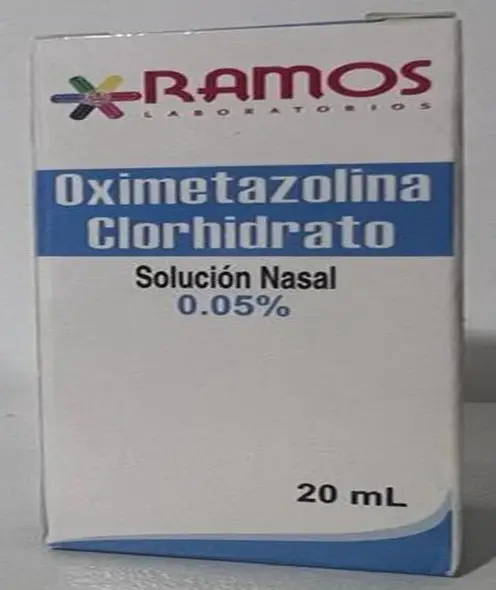 RAMOS
LABORATORIOS
Oximetazolina
Clorhidrato
Solución Nasal
0.05%
20 mL